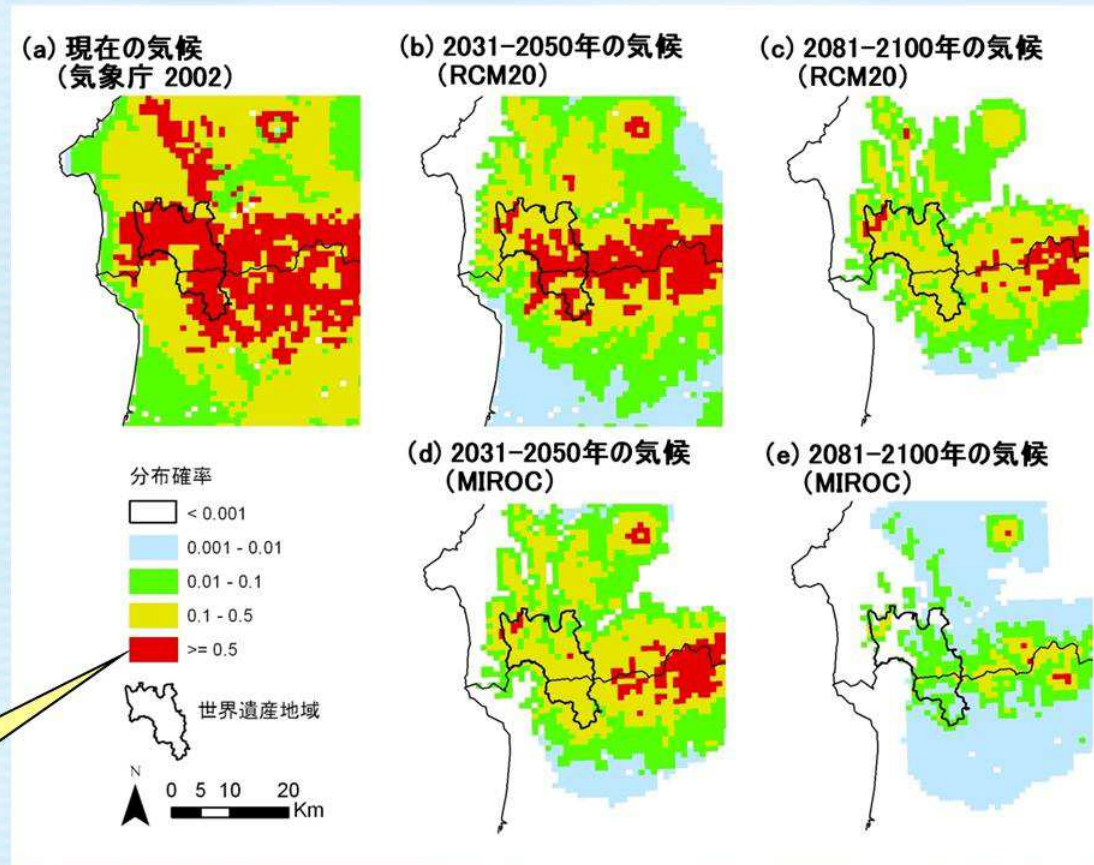 (a) 現在の気候
(気象庁 2002)
(b) 2031-2050年の気候
(RCM20)
(c) 2081-2100年の気候
(RCM20)
(d) 2031-2050年の気候
(MIROC)
(e) 2081-2100年の気候
(MIROC)
分布確率
< 0.001
0.001 - 0.01
0.01 - 0.1
0.1 - 0.5
>= 0.5
世界遺産地域
N
0 5 10 20
Km